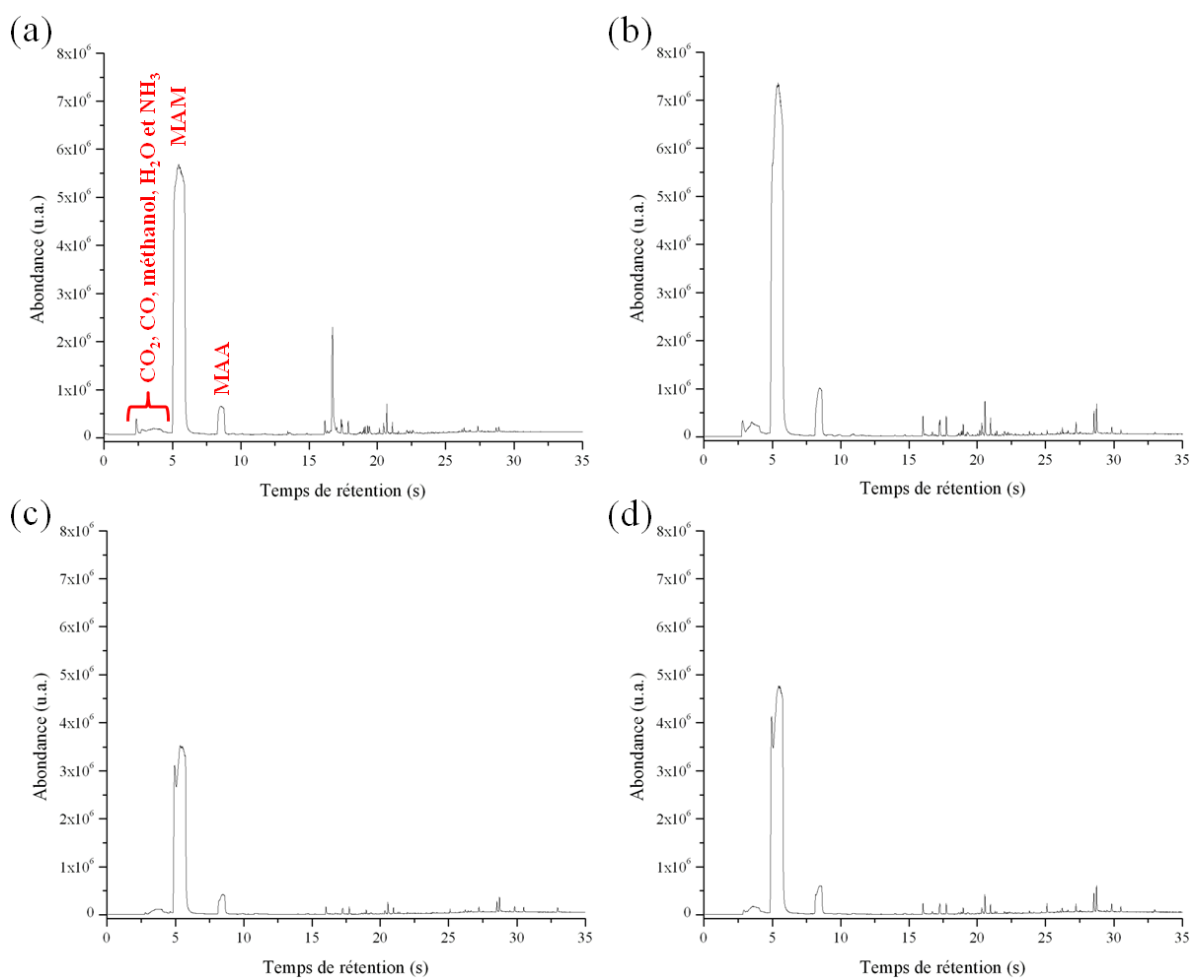 (a)
8x10⁶
7x10⁶
6x10⁶
5x10⁶
4x10⁶
3x10⁶
2x10⁶
1x10⁶
0
Abondance (u.a.)
CO₂, CO, méthanol, H₂O et NH₃
MAM
MAA
0 5 10 15 20 25 30 35
Temps de rétention (s)
(b)
8x10⁶
7x10⁶
6x10⁶
5x10⁶
4x10⁶
3x10⁶
2x10⁶
1x10⁶
0
Abondance (u.a.)
0 5 10 15 20 25 30 35
Temps de rétention (s)
(c)
8x10⁶
7x10⁶
6x10⁶
5x10⁶
4x10⁶
3x10⁶
2x10⁶
1x10⁶
0
Abondance (u.a.)
0 5 10 15 20 25 30 35
Temps de rétention (s)
(d)
8x10⁶
7x10⁶
6x10⁶
5x10⁶
4x10⁶
3x10⁶
2x10⁶
1x10⁶
0
Abondance (u.a.)
0 5 10 15 20 25 30 35
Temps de rétention (s)